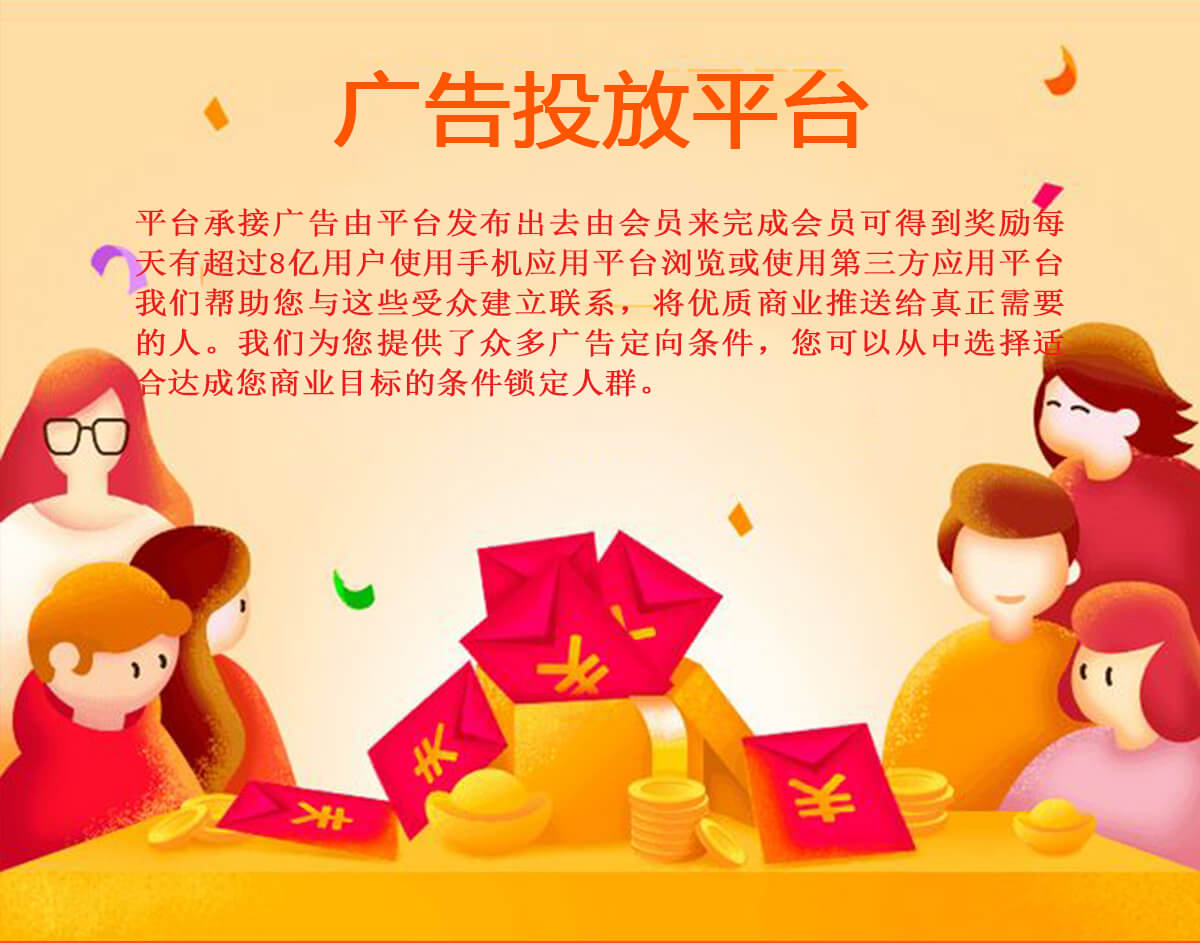 广告投放平台
平台承接广告由平台发布出去由会员来完成会员可得到奖励每
天有超过8亿用户使用手机应用平台浏览或使用第三方应用平台
我们帮助您与这些受众建立联系，将优质商业推送给真正需要
的人。我们为您提供了众多广告定向条件，您可以从中选择适
合达成您商业目标的条件锁定人群。